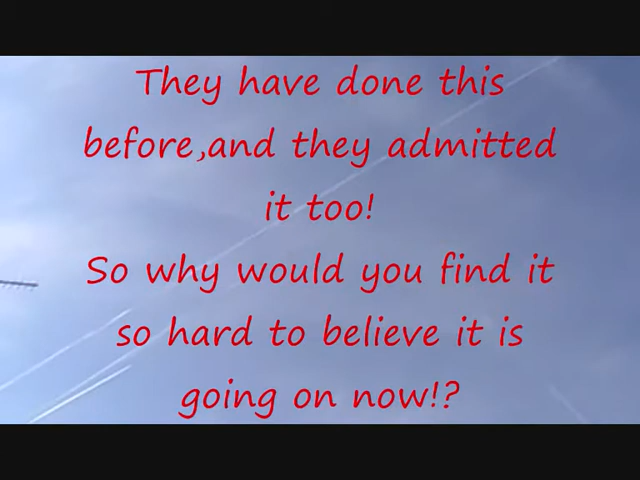 They have done this
before,and they admitted
it too!
So why would you find it
so hard to believe it is
going on now!?